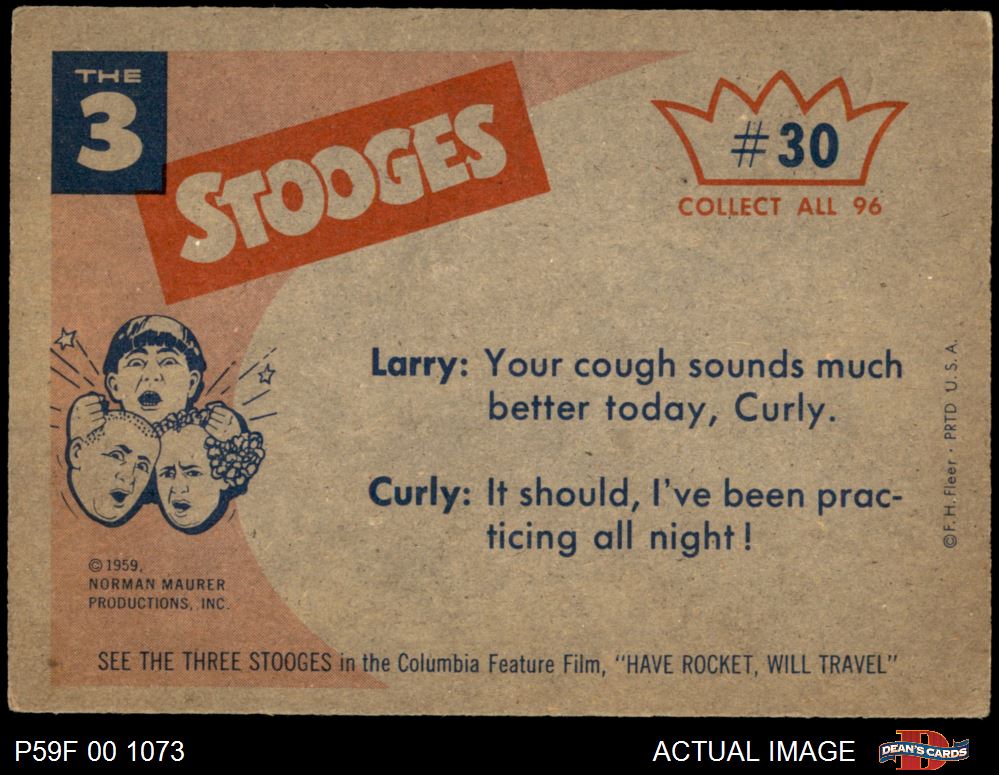 THE
3
STOOGES
#30
COLLECT ALL 96
Larry: Your cough sounds much
better today, Curly.
Curly: It should, I've been prac-
ticing all night!
© F. H. Fleer • PRTD U. S. A.
© 1959,
NORMAN MAURER
PRODUCTIONS, INC.
SEE THE THREE STOOGES in the Columbia Feature Film, "HAVE ROCKET, WILL TRAVEL"
P59F 00 1073
ACTUAL IMAGE
D
DEAN'S CARDS